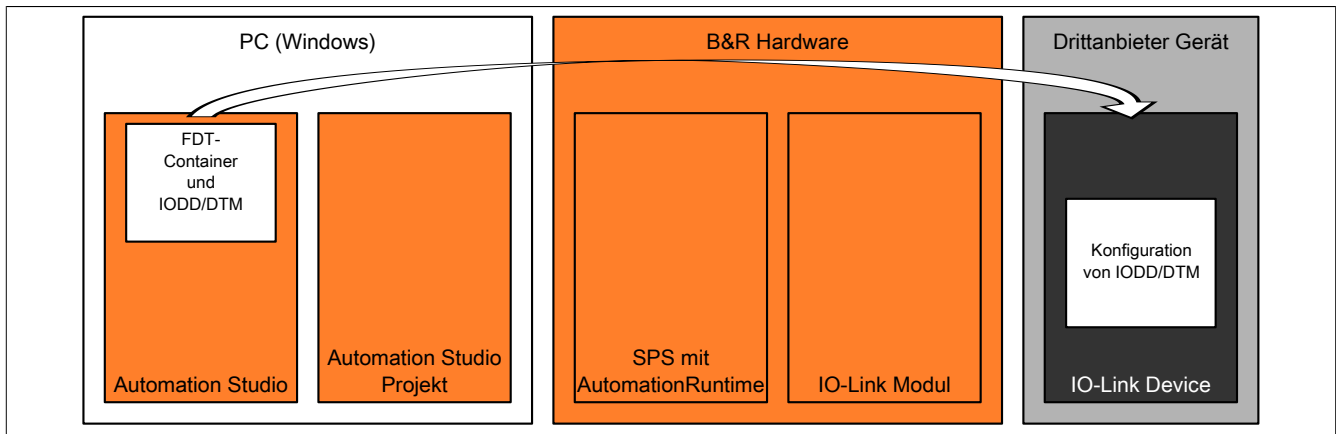 PC (Windows)
B&R Hardware
Drittanbieter Gerät
FDT-
Container
und
IODD/DTM
Konfiguration
von IODD/DTM
Automation Studio
Automation Studio
Projekt
SPS mit
AutomationRuntime
IO-Link Modul
IO-Link Device